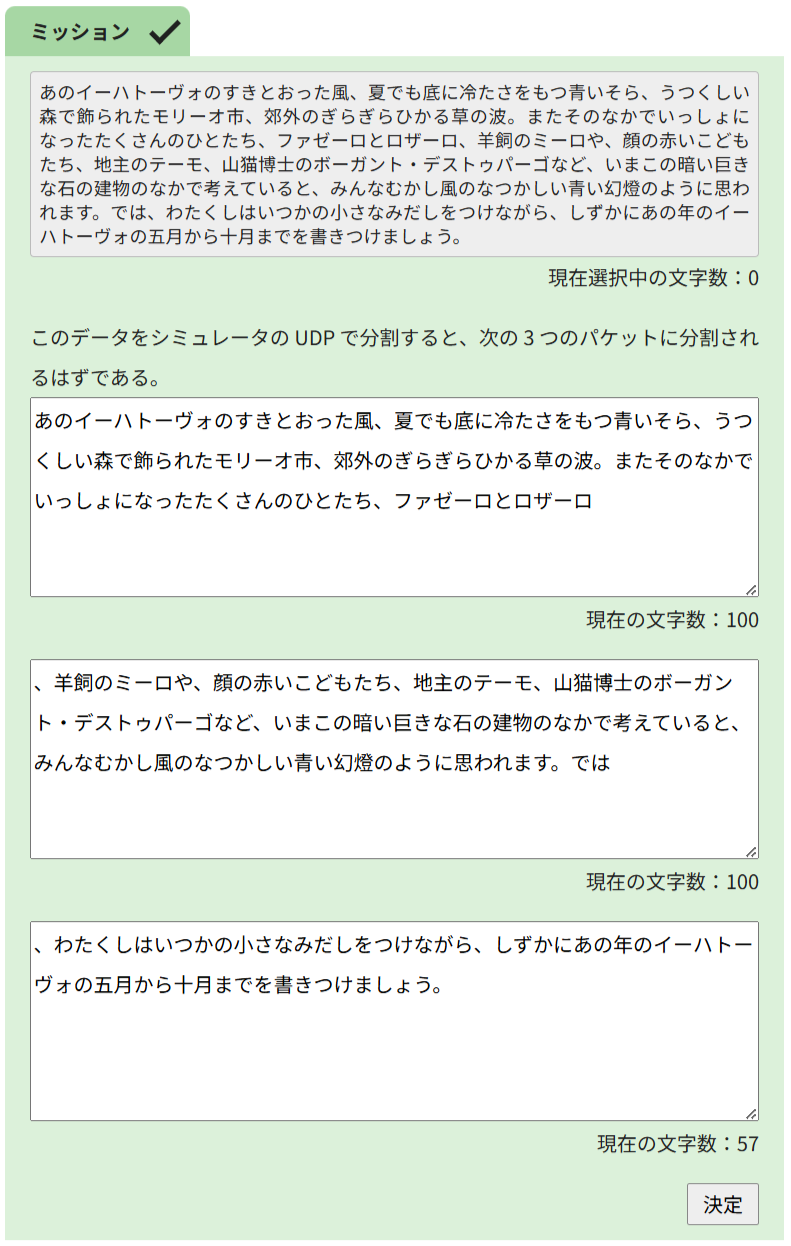 ミッション
あのイーハトーヴォのすきとおった風、夏でも底に冷たさをもつ青いそら、うつくしい
森で飾られたモリーオ市、郊外のぎらぎらひかる草の波。またそのなかでいっしょに
なったたくさんのひとたち、ファゼーロとロザーロ、羊飼のミーロや、顔の赤いこども
たち、地主のテーモ、山猫博士のボーガント・デストゥパーゴなど、いまこの暗い巨き
な石の建物のなかで考えていると、みんなむかし風のなつかしい青い幻燈のように思わ
れます。では、わたくしはいつかの小さなみだしをつけながら、しずかにあの年のイー
ハトーヴォの五月から十月までを書きつけましょう。
現在選択中の文字数：0
このデータをシミュレータの UDP で分割すると、次の 3 つのパケットに分割され
るはずである。
あのイーハトーヴォのすきとおった風、夏でも底に冷たさをもつ青いそら、うつ
くしい森で飾られたモリーオ市、郊外のぎらぎらひかる草の波。またそのなかで
いっしょになったたくさんのひとたち、ファゼーロとロザーロ
現在の文字数：100
、羊飼のミーロや、顔の赤いこどもたち、地主のテーモ、山猫博士のボーガン
ト・デストゥパーゴなど、いまこの暗い巨きな石の建物のなかで考えていると、
みんなむかし風のなつかしい青い幻燈のように思われます。では
現在の文字数：100
、わたくしはいつかの小さなみだしをつけながら、しずかにあの年のイーハトー
ヴォの五月から十月までを書きつけましょう。
現在の文字数：57
決定